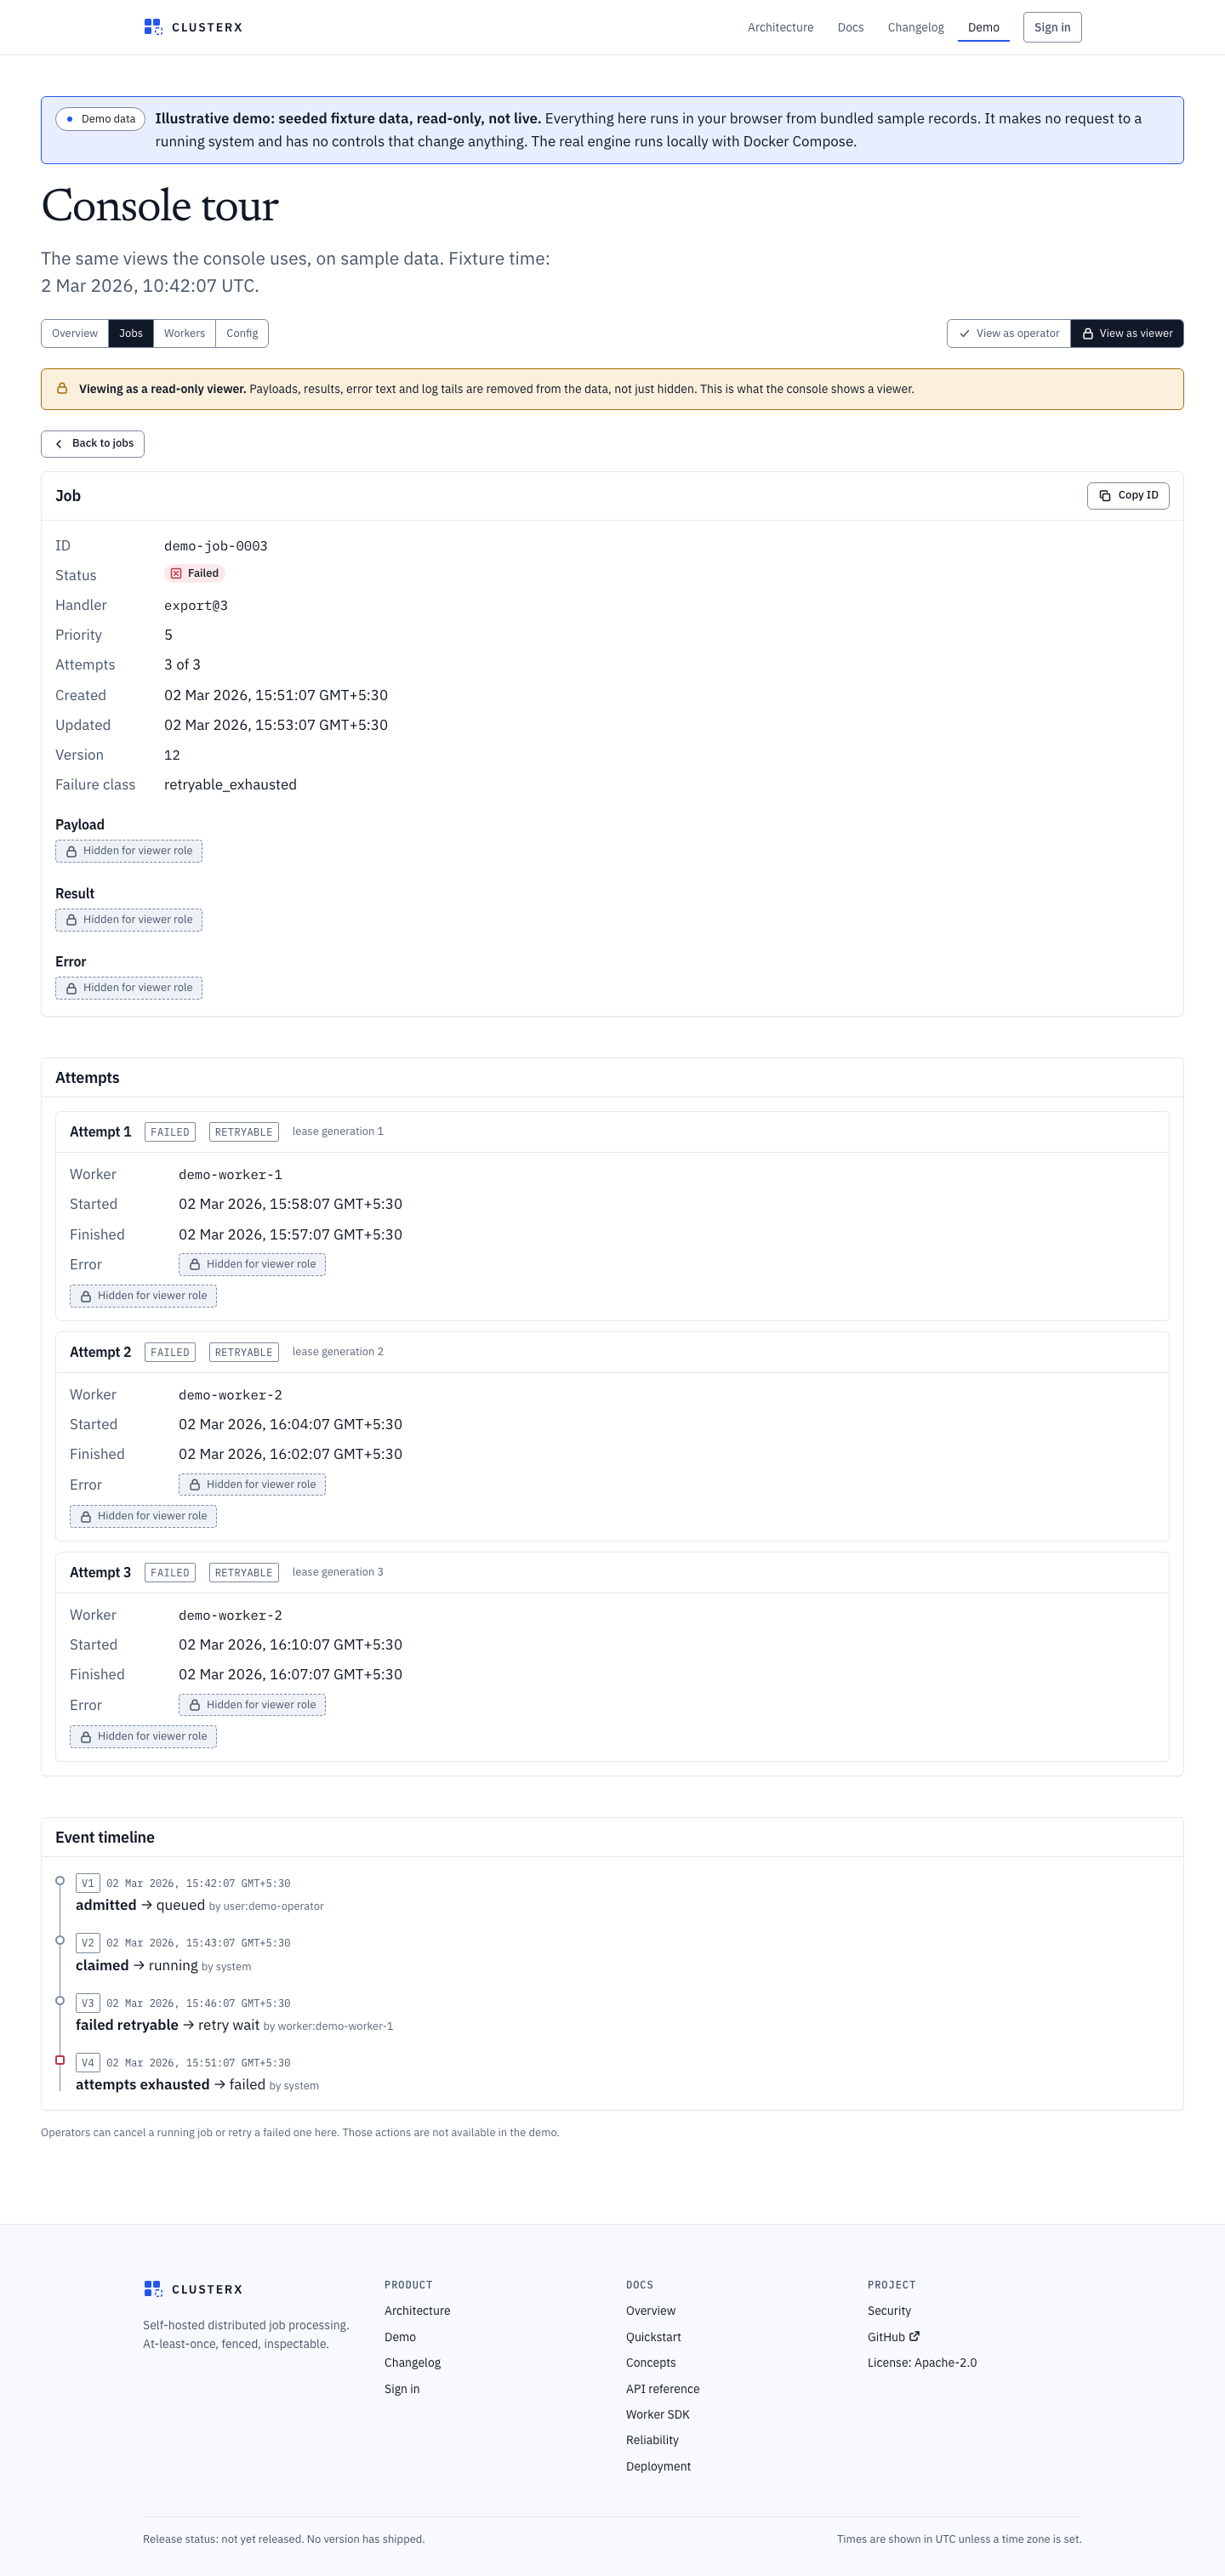 CLUSTERX
Architecture
Docs
Changelog
Demo
Sign in
Demo data
Illustrative demo: seeded fixture data, read-only, not live. Everything here runs in your browser from bundled sample records. It makes no request to a
running system and has no controls that change anything. The real engine runs locally with Docker Compose.
Console tour
The same views the console uses, on sample data. Fixture time:
2 Mar 2026, 10:42:07 UTC.
Overview
Jobs
Workers
Config
View as operator
View as viewer
Viewing as a read-only viewer. Payloads, results, error text and log tails are removed from the data, not just hidden. This is what the console shows a viewer.
Back to jobs
Job
Copy ID
ID demo-job-0003
Status Failed
Handler export@3
Priority 5
Attempts 3 of 3
Created 02 Mar 2026, 15:51:07 GMT+5:30
Updated 02 Mar 2026, 15:53:07 GMT+5:30
Version 12
Failure class retryable_exhausted
Payload
Hidden for viewer role
Result
Hidden for viewer role
Error
Hidden for viewer role
Attempts
Attempt 1 FAILED RETRYABLE lease generation 1
Worker demo-worker-1
Started 02 Mar 2026, 15:58:07 GMT+5:30
Finished 02 Mar 2026, 15:57:07 GMT+5:30
Error Hidden for viewer role
Hidden for viewer role
Attempt 2 FAILED RETRYABLE lease generation 2
Worker demo-worker-2
Started 02 Mar 2026, 16:04:07 GMT+5:30
Finished 02 Mar 2026, 16:02:07 GMT+5:30
Error Hidden for viewer role
Hidden for viewer role
Attempt 3 FAILED RETRYABLE lease generation 3
Worker demo-worker-2
Started 02 Mar 2026, 16:10:07 GMT+5:30
Finished 02 Mar 2026, 16:07:07 GMT+5:30
Error Hidden for viewer role
Hidden for viewer role
Event timeline
V1 02 Mar 2026, 15:42:07 GMT+5:30
admitted → queued by user:demo-operator
V2 02 Mar 2026, 15:43:07 GMT+5:30
claimed → running by system
V3 02 Mar 2026, 15:46:07 GMT+5:30
failed retryable → retry wait by worker:demo-worker-1
V4 02 Mar 2026, 15:51:07 GMT+5:30
attempts exhausted → failed by system
Operators can cancel a running job or retry a failed one here. Those actions are not available in the demo.
CLUSTERX
Self-hosted distributed job processing.
At-least-once, fenced, inspectable.
PRODUCT
Architecture
Demo
Changelog
Sign in
DOCS
Overview
Quickstart
Concepts
API reference
Worker SDK
Reliability
Deployment
PROJECT
Security
GitHub
License: Apache-2.0
Release status: not yet released. No version has shipped.
Times are shown in UTC unless a time zone is set.